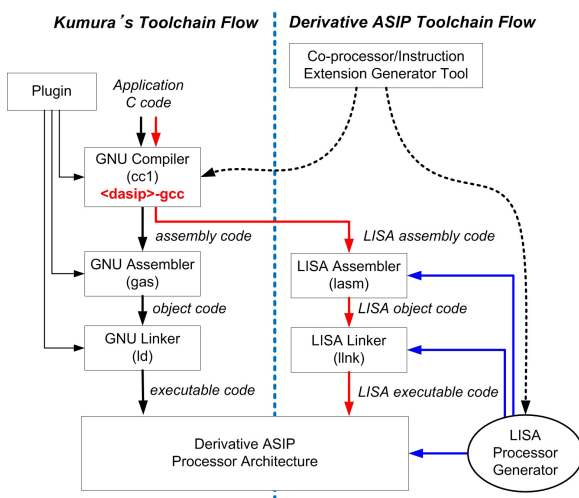 Kumura's Toolchain Flow
Derivative ASIP Toolchain Flow
Co-processor/Instruction
Extension Generator Tool
Plugin
Application
C code
GNU Compiler
(cc1)
<dasip>-gcc
assembly code
LISA assembly code
GNU Assembler
(gas)
LISA Assembler
(lasm)
object code
LISA object code
GNU Linker
(ld)
LISA Linker
(llnk)
executable code
LISA executable code
Derivative ASIP
Processor Architecture
LISA
Processor
Generator